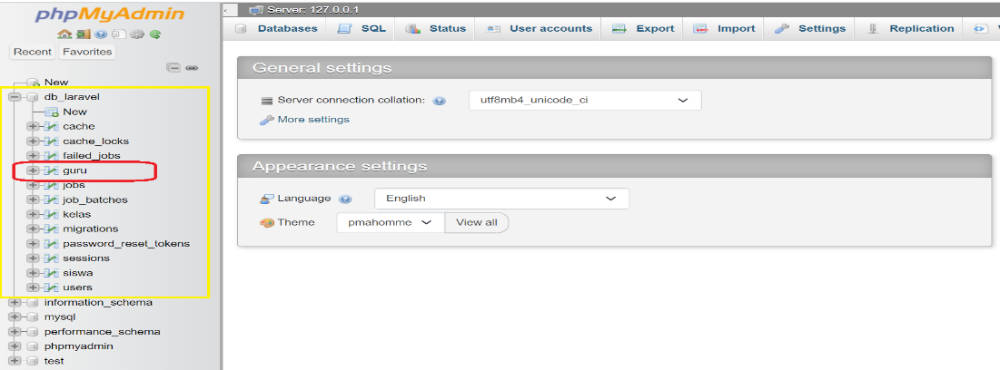 phpMyAdmin
Recent Favorites
New
db_laravel
New
cache
cache_locks
failed_jobs
guru
jobs
job_batches
kelas
migrations
password_reset_tokens
sessions
siswa
users
information_schema
mysql
performance_schema
phpmyadmin
test
Server: 127.0.0.1
Databases SQL Status User accounts Export Import Settings Replication
General settings
Server connection collation: utf8mb4_unicode_ci
More settings
Appearance settings
Language English
Theme pmahomme View all